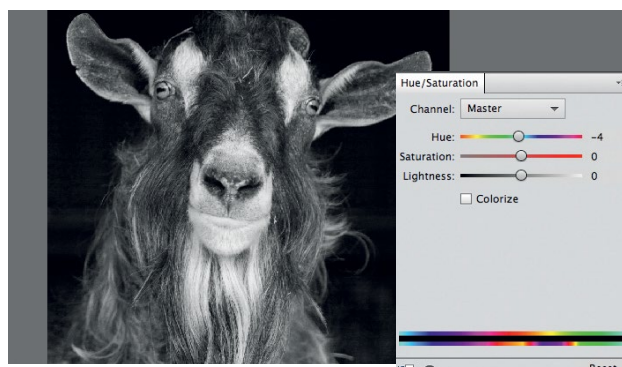 Hue/Saturation
Channel: Master
Hue: -4
Saturation: 0
Lightness: 0
Colorize